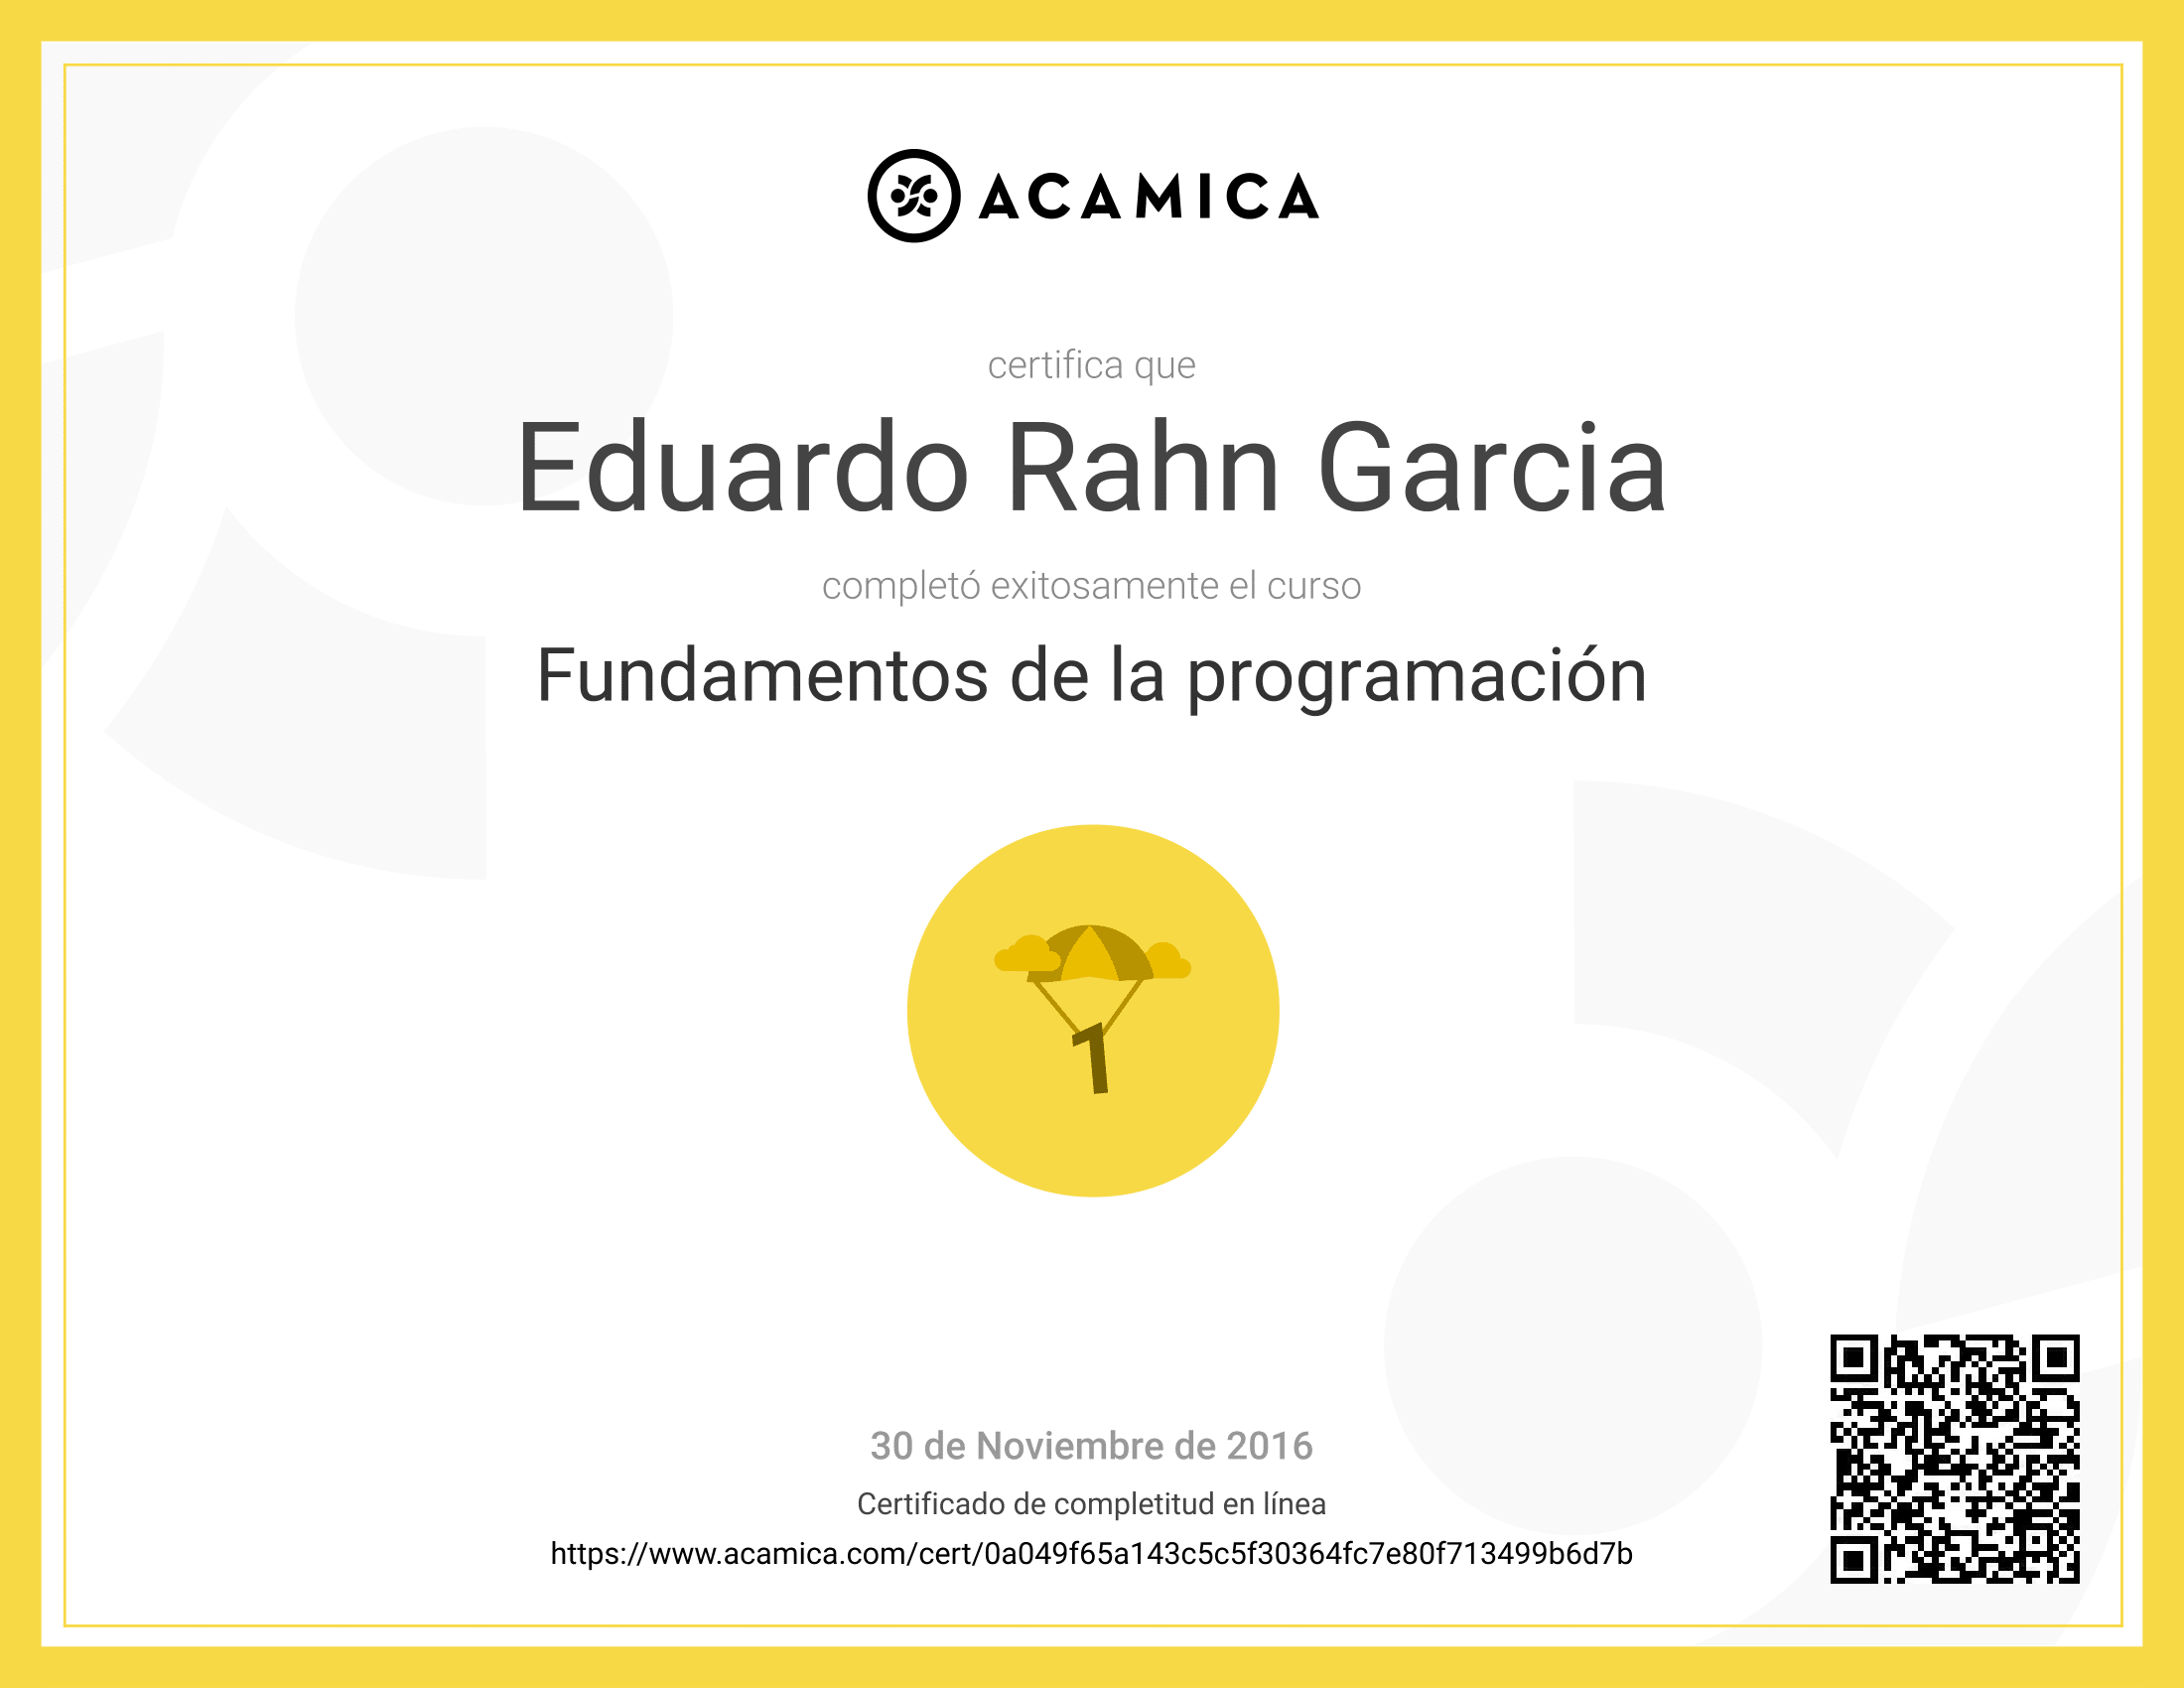 ACAMICA
certifica que
Eduardo Rahn Garcia
completó exitosamente el curso
Fundamentos de la programación
1
30 de Noviembre de 2016
Certificado de completitud en línea
https://www.acamica.com/cert/0a049f65a143c5c5f30364fc7e80f713499b6d7b